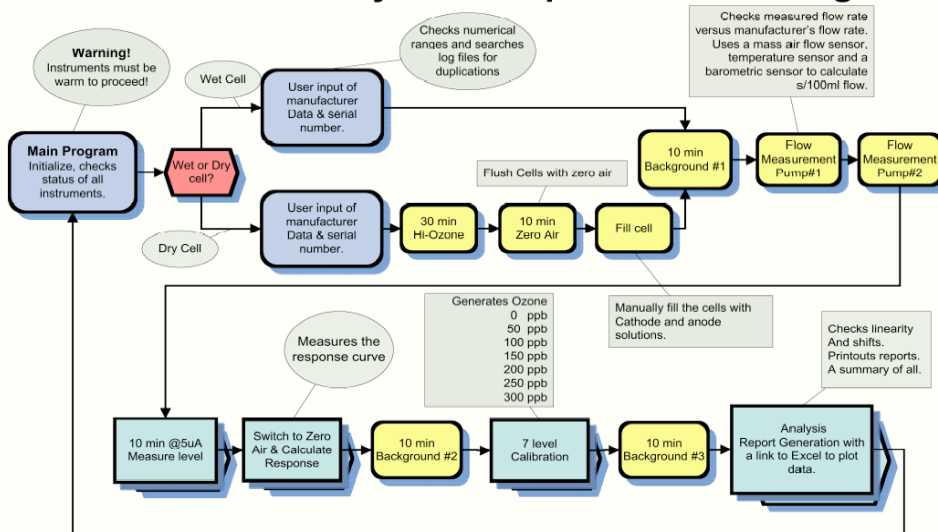 Warning!
Instruments must be
warm to proceed!
Checks numerical
ranges and searches
log files for
duplications
Checks measured flow rate
versus manufacturer's flow rate.
Uses a mass air flow sensor,
temperature sensor and a
barometric sensor to calculate
s/100ml flow.
Wet Cell
User input of
manufacturer
Data & serial
number.
Main Program
Initialize, checks
status of all
instruments.
Wet or Dry
cell?
10 min
Background #1
Flow
Measurement
Pump#1
Flow
Measurement
Pump#2
Flush Cells with zero air
Dry Cell
User input of
manufacturer
Data & serial
number.
30 min
Hi-Ozone
10 min
Zero Air
Fill cell
Manually fill the cells with
Cathode and anode
solutions.
Generates Ozone
0 ppb
50 ppb
100 ppb
150 ppb
200 ppb
250 ppb
300 ppb
Measures the
response curve
Checks linearity
And shifts.
Printouts reports.
A summary of all.
10 min @5uA
Measure level
Switch to Zero
Air & Calculate
Response
10 min
Background #2
7 level
Calibration
10 min
Background #3
Analysis
Report Generation with
a link to Excel to plot
data.